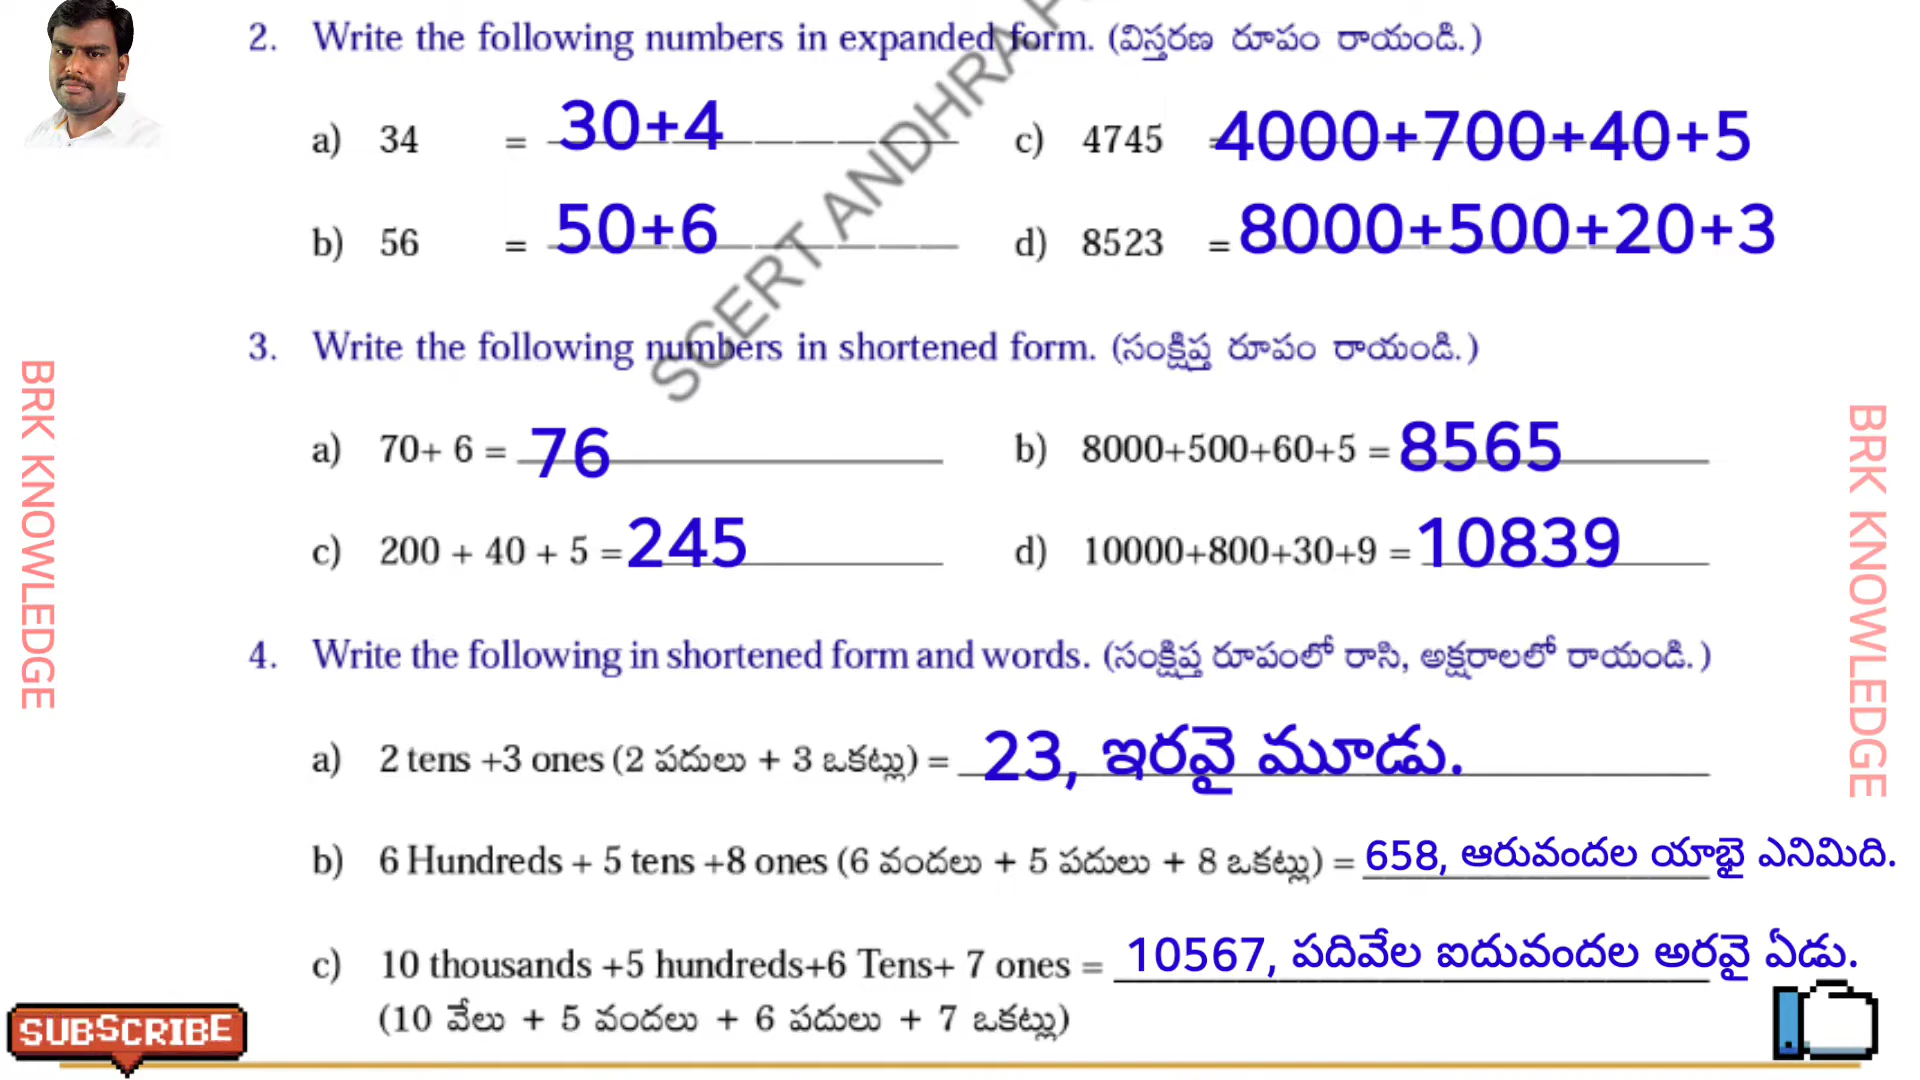 2. Write the following numbers in expanded form. (విస్తరణ రూపం రాయండి.)
a) 34 = 30+4
c) 4745 = 4000+700+40+5
b) 56 = 50+6
d) 8523 = 8000+500+20+3
SCERT ANDHRA
3. Write the following numbers in shortened form. (సంక్షిప్త రూపం రాయండి.)
a) 70+ 6 = 76
b) 8000+500+60+5 = 8565
c) 200 + 40 + 5 = 245
d) 10000+800+30+9 = 10839
4. Write the following in shortened form and words. (సంక్షిప్త రూపంలో రాసి, అక్షరాలలో రాయండి.)
a) 2 tens +3 ones (2 పదులు + 3 ఒకట్లు) = 23, ఇరవై మూడు.
b) 6 Hundreds + 5 tens +8 ones (6 వందలు + 5 పదులు + 8 ఒకట్లు) = 658, ఆరువందల యాభై ఎనిమిది.
c) 10 thousands +5 hundreds+6 Tens+ 7 ones = 10567, పదివేల ఐదువందల అరవై ఏడు.
(10 వేలు + 5 వందలు + 6 పదులు + 7 ఒకట్లు)
BRK KNOWLEDGE
BRK KNOWLEDGE
SUBSCRIBE